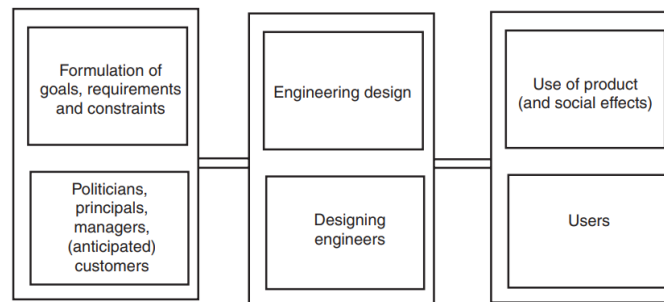 Formulation of
goals, requirements
and constraints
Politicians,
principals,
managers,
(anticipated)
customers
Engineering design
Designing
engineers
Use of product
(and social effects)
Users